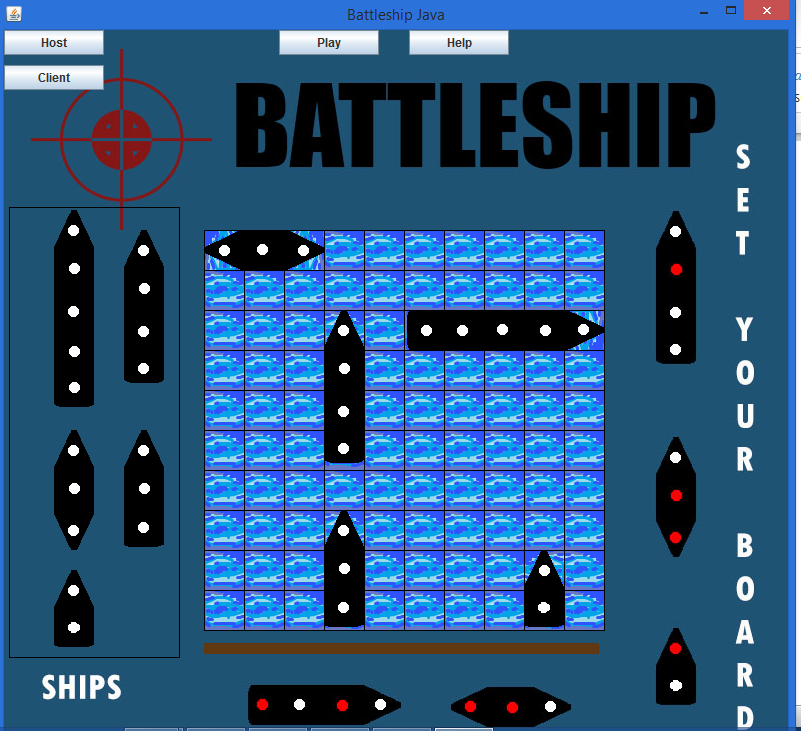 Battleship Java
Host
Play
Help
Client
BATTLESHIP
SET YOUR BOARD
SHIPS